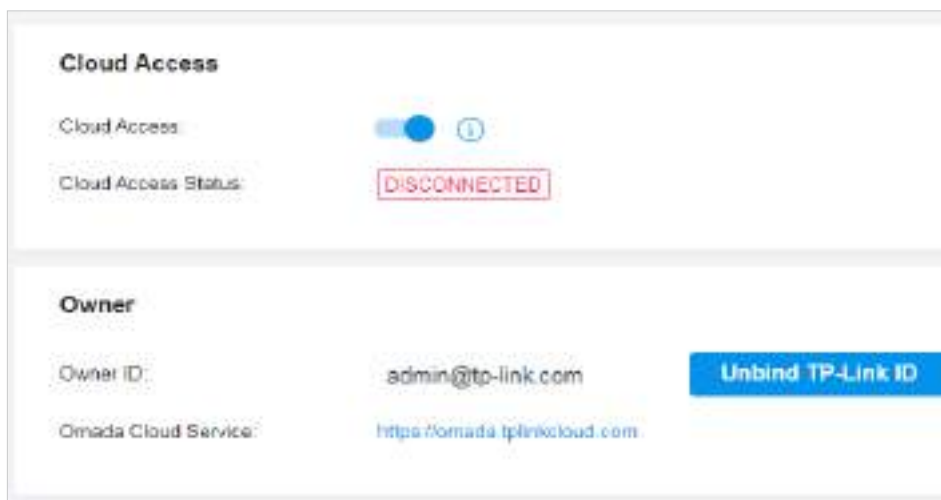 Cloud Access
Cloud Access:
Cloud Access Status: DISCONNECTED
Owner
Owner ID: admin@tp-link.com Unbind TP-Link ID
Omada Cloud Service: https://omada.tplinkcloud.com